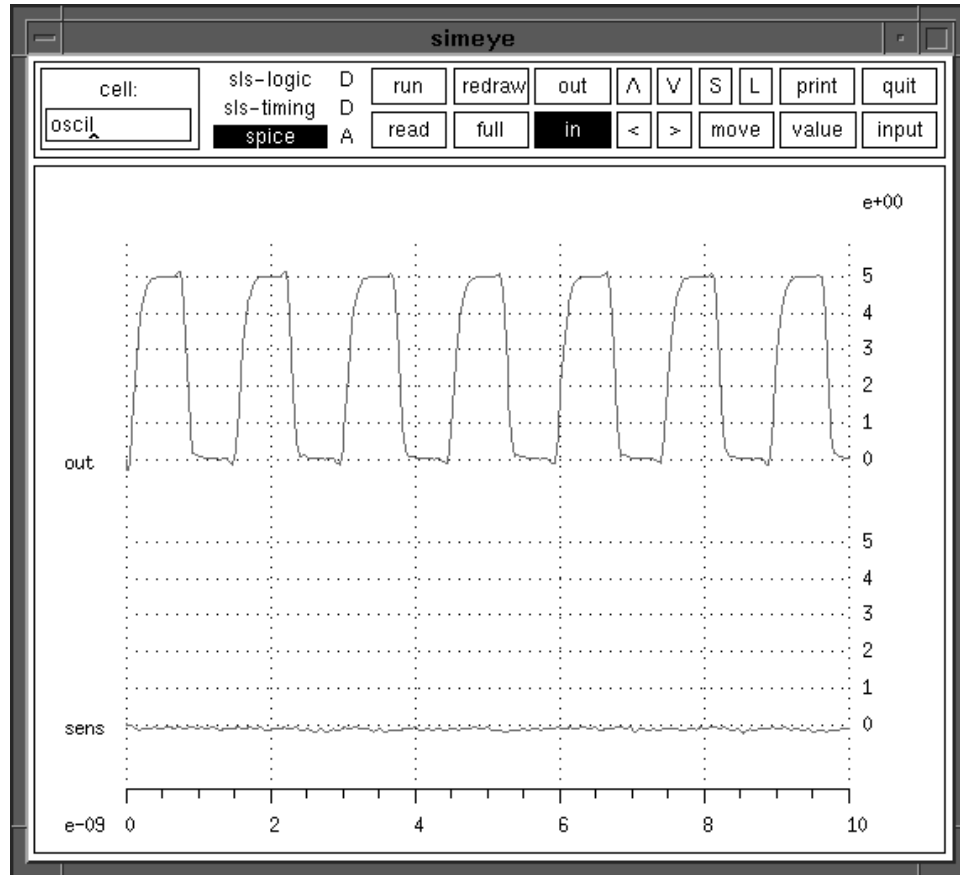 simeye
cell:
oscil
sls-logic D
sls-timing D
spice A
run redraw out Λ V S L print quit
read full in < > move value input
e+00
5
4
3
2
1
out 0
5
4
3
2
1
sens 0
e-09 0 2 4 6 8 10